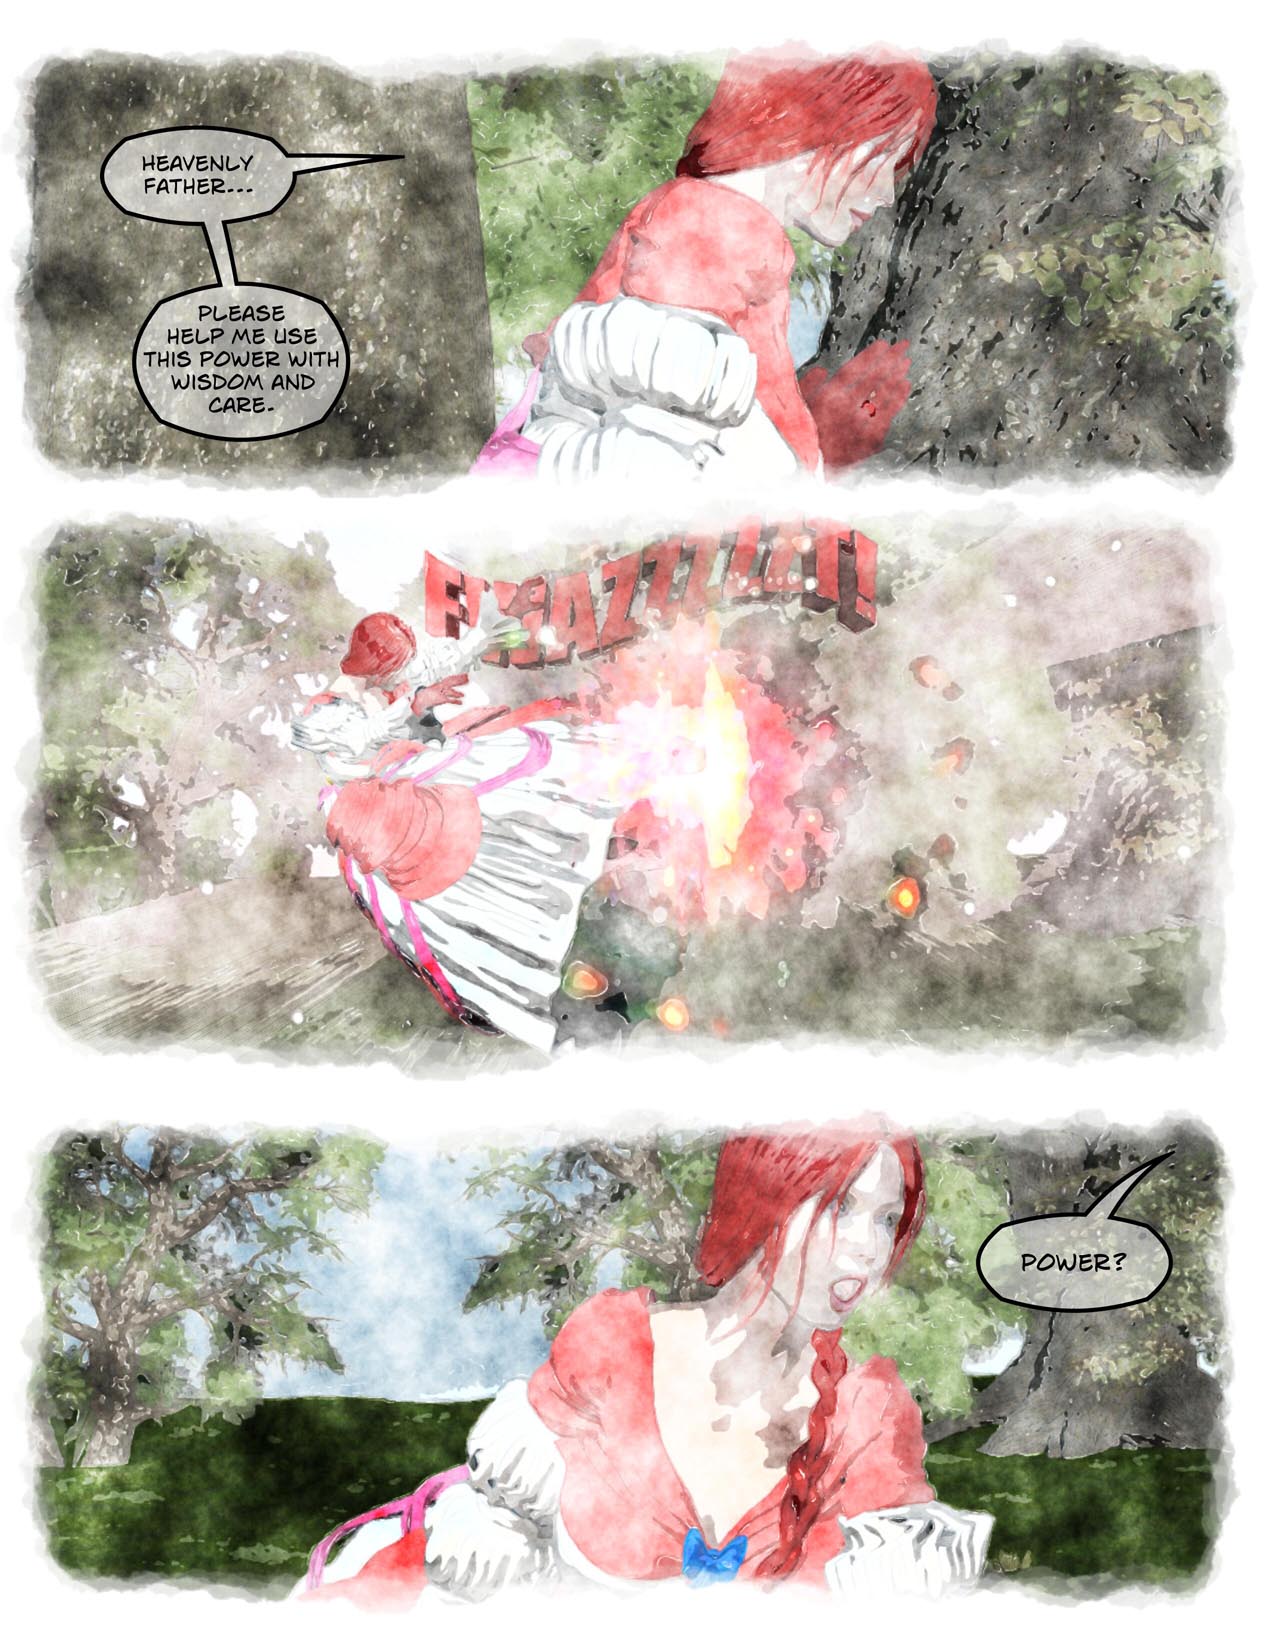 HEAVENLY
FATHER...
PLEASE
HELP ME USE
THIS POWER WITH
WISDOM AND
CARE.
POWER?